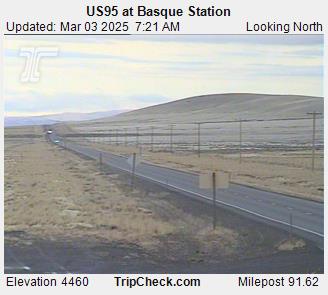 US95 at Basque Station
Updated: Mar 03 2025 7:21 AM Looking North
Elevation 4460 TripCheck.com Milepost 91.62